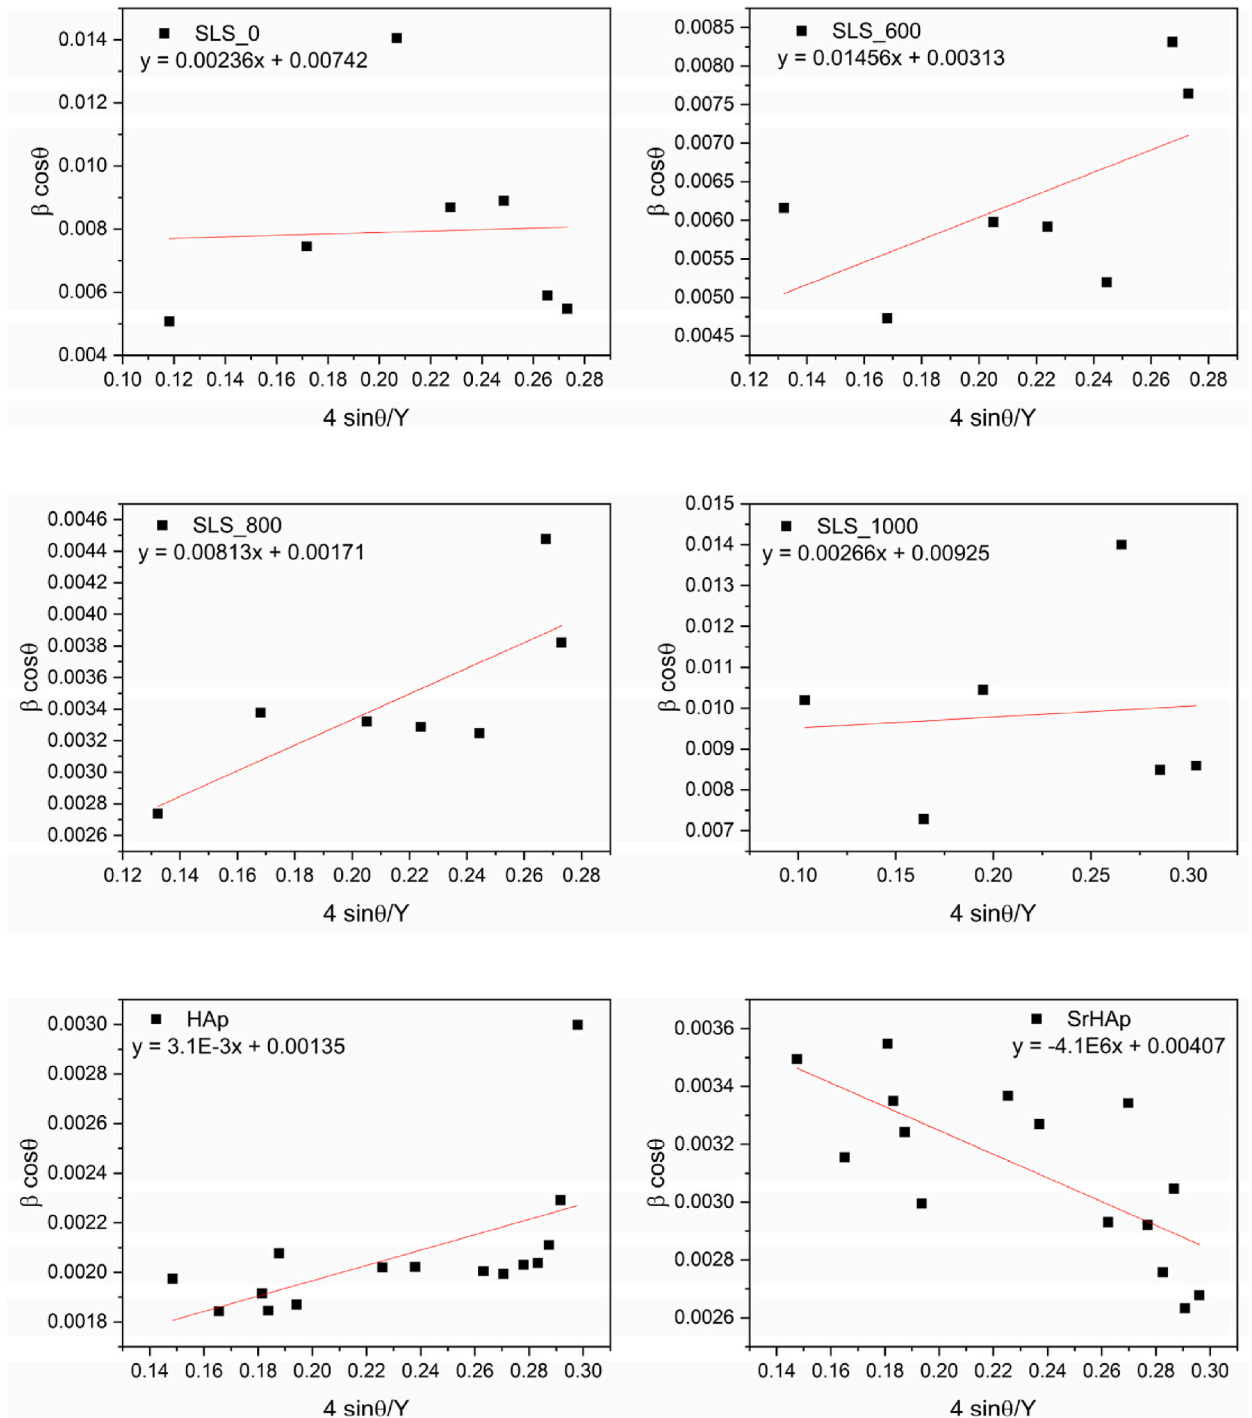 SLS_0
y = 0.00236x + 0.00742
0.014
0.012
0.010
0.008
0.006
0.004
β cosθ
0.10 0.12 0.14 0.16 0.18 0.20 0.22 0.24 0.26 0.28
4 sinθ/Y
SLS_600
y = 0.01456x + 0.00313
0.0085
0.0080
0.0075
0.0070
0.0065
0.0060
0.0055
0.0050
0.0045
β cosθ
0.12 0.14 0.16 0.18 0.20 0.22 0.24 0.26 0.28
4 sinθ/Y
SLS_800
y = 0.00813x + 0.00171
0.0046
0.0044
0.0042
0.0040
0.0038
0.0036
0.0034
0.0032
0.0030
0.0028
0.0026
β cosθ
0.12 0.14 0.16 0.18 0.20 0.22 0.24 0.26 0.28
4 sinθ/Y
SLS_1000
y = 0.00266x + 0.00925
0.015
0.014
0.013
0.012
0.011
0.010
0.009
0.008
0.007
β cosθ
0.10 0.15 0.20 0.25 0.30
4 sinθ/Y
HAp
y = 3.1E-3x + 0.00135
0.0030
0.0028
0.0026
0.0024
0.0022
0.0020
0.0018
β cosθ
0.14 0.16 0.18 0.20 0.22 0.24 0.26 0.28 0.30
4 sinθ/Y
SrHAp
y = -4.1E6x + 0.00407
0.0036
0.0034
0.0032
0.0030
0.0028
0.0026
β cosθ
0.14 0.16 0.18 0.20 0.22 0.24 0.26 0.28 0.30
4 sinθ/Y